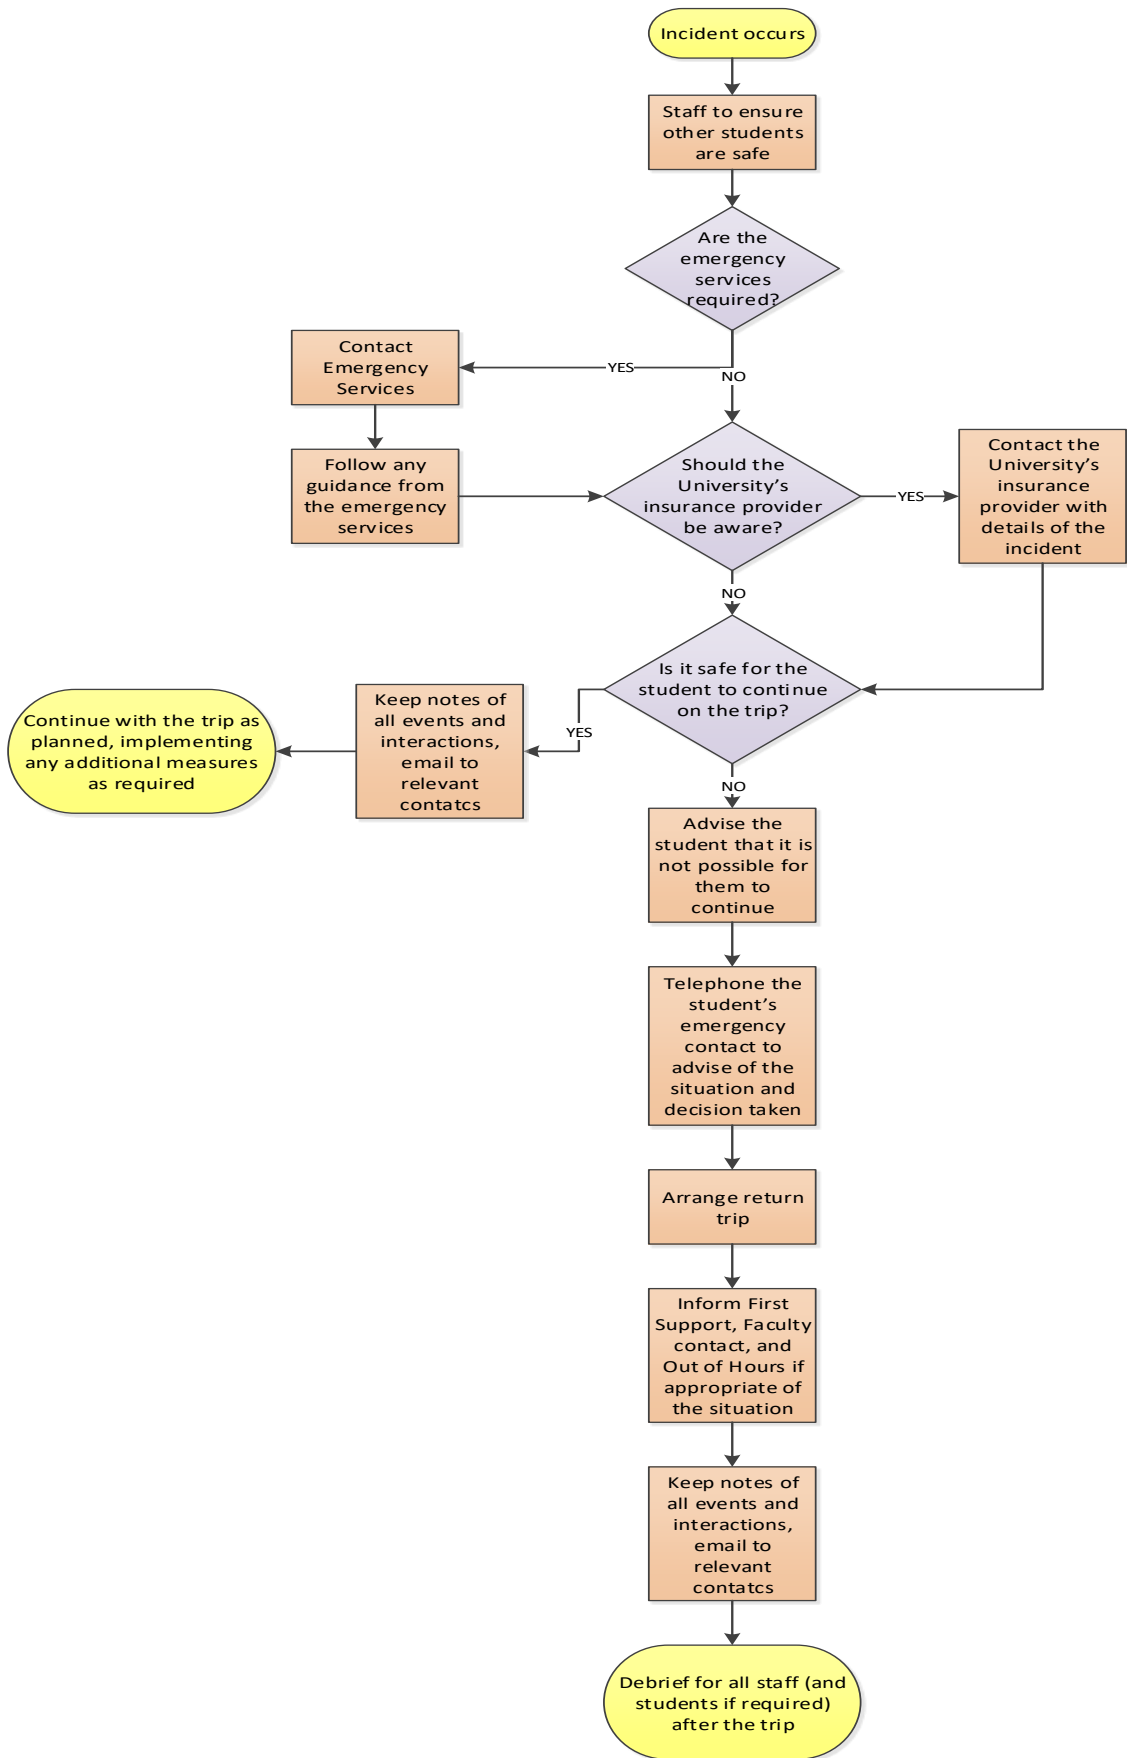 Incident occurs
Staff to ensure
other students
are safe
Are the
emergency
services
required?
YES
NO
Contact
Emergency
Services
Follow any
guidance from
the emergency
services
Should the
University’s
insurance provider
be aware?
YES
Contact the
University’s
insurance
provider with
details of the
incident
NO
Is it safe for the
student to continue
on the trip?
YES
Keep notes of
all events and
interactions,
email to
relevant
contatcs
Continue with the trip as
planned, implementing
any additional measures
as required
NO
Advise the
student that it is
not possible for
them to
continue
Telephone the
student’s
emergency
contact to
advise of the
situation and
decision taken
Arrange return
trip
Inform First
Support, Faculty
contact, and
Out of Hours if
appropriate of
the situation
Keep notes of
all events and
interactions,
email to
relevant
contatcs
Debrief for all staff (and
students if required)
after the trip